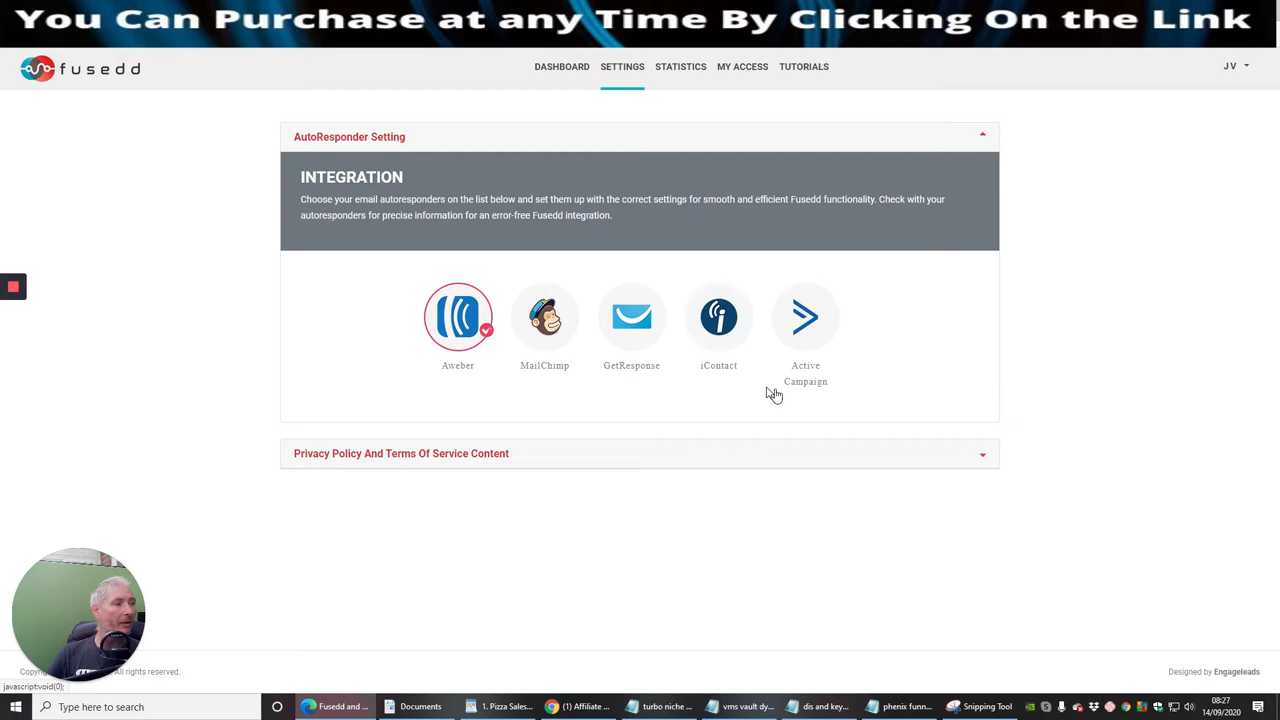 You Can Purchase at any Time By Clicking On the Link
fusedd
DASHBOARD SETTINGS STATISTICS MY ACCESS TUTORIALS
JV
AutoResponder Setting
INTEGRATION
Choose your email autoresponders on the list below and set them up with the correct settings for smooth and efficient Fusedd functionality. Check with your
autoresponders for precise information for an error-free Fusedd integration.
Aweber
MailChimp
GetResponse
iContact
Active
Campaign
Privacy Policy And Terms Of Service Content
All rights reserved.
Designed by Engageleads
javascript:void(0);
Type here to search
Fusedd and ...
Documents
1. Pizza Sales...
(1) Affiliate ...
turbo niche ...
vms vault dy...
dis and key...
phenix funn...
Snipping Tool
08:27
14/09/2020